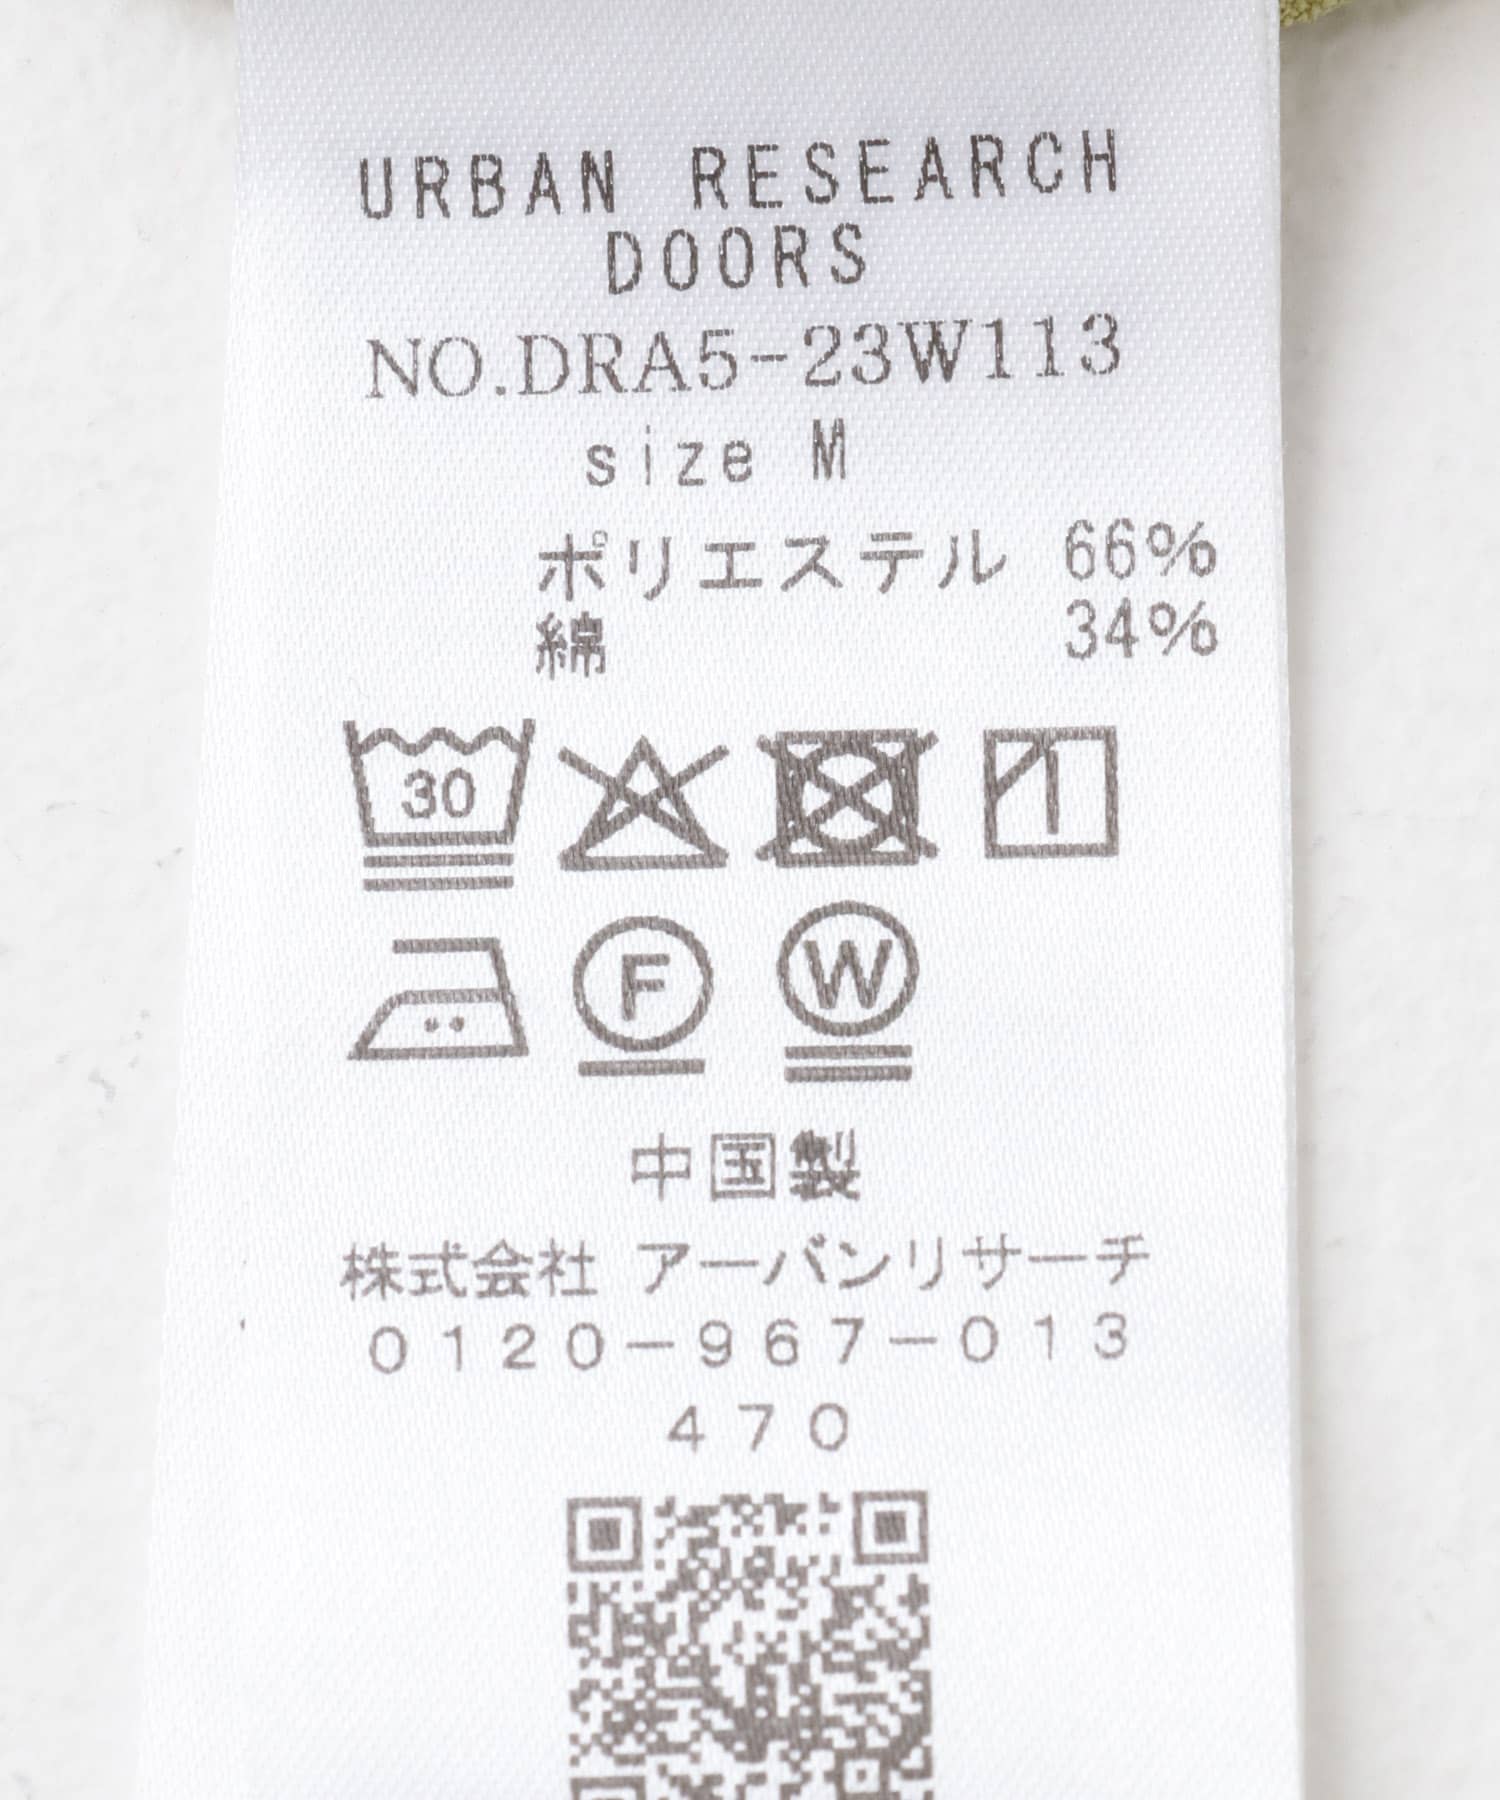 URBAN RESEARCH
DOORS
NO.DRA5-23W113
size M
ポリエステル 66%
綿 34%
30
F W
中国製
株式会社 アーバンリサーチ
0120-967-013
470